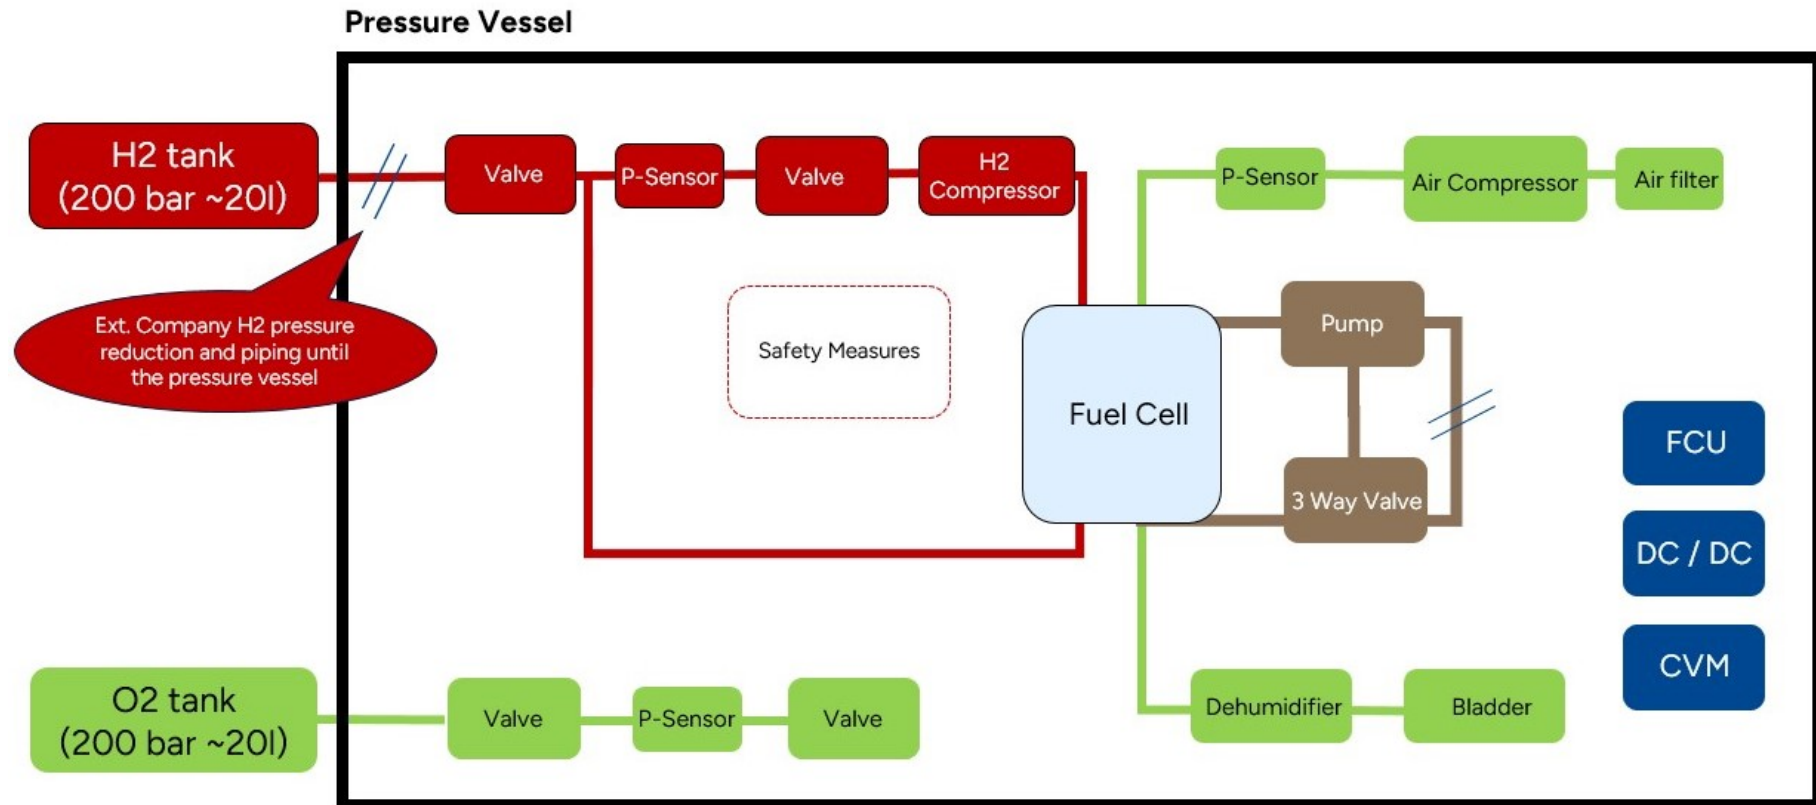 Pressure Vessel
H2 tank
(200 bar ~20l)
Valve
P-Sensor
Valve
H2
Compressor
P-Sensor
Air Compressor
Air filter
Ext. Company H2 pressure
reduction and piping until
the pressure vessel
Safety Measures
Fuel Cell
Pump
3 Way Valve
FCU
DC / DC
CVM
O2 tank
(200 bar ~20l)
Valve
P-Sensor
Valve
Dehumidifier
Bladder